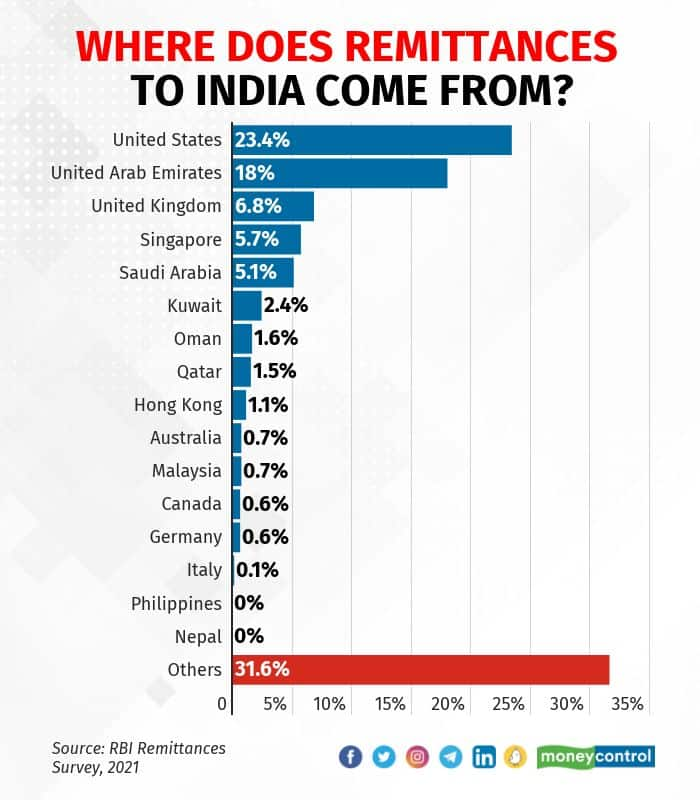 WHERE DOES REMITTANCES
TO INDIA COME FROM?
United States 23.4%
United Arab Emirates 18%
United Kingdom 6.8%
Singapore 5.7%
Saudi Arabia 5.1%
Kuwait 2.4%
Oman 1.6%
Qatar 1.5%
Hong Kong 1.1%
Australia 0.7%
Malaysia 0.7%
Canada 0.6%
Germany 0.6%
Italy 0.1%
Philippines 0%
Nepal 0%
Others 31.6%
0 5% 10% 15% 20% 25% 30% 35%
Source: RBI Remittances
Survey, 2021
moneycontrol